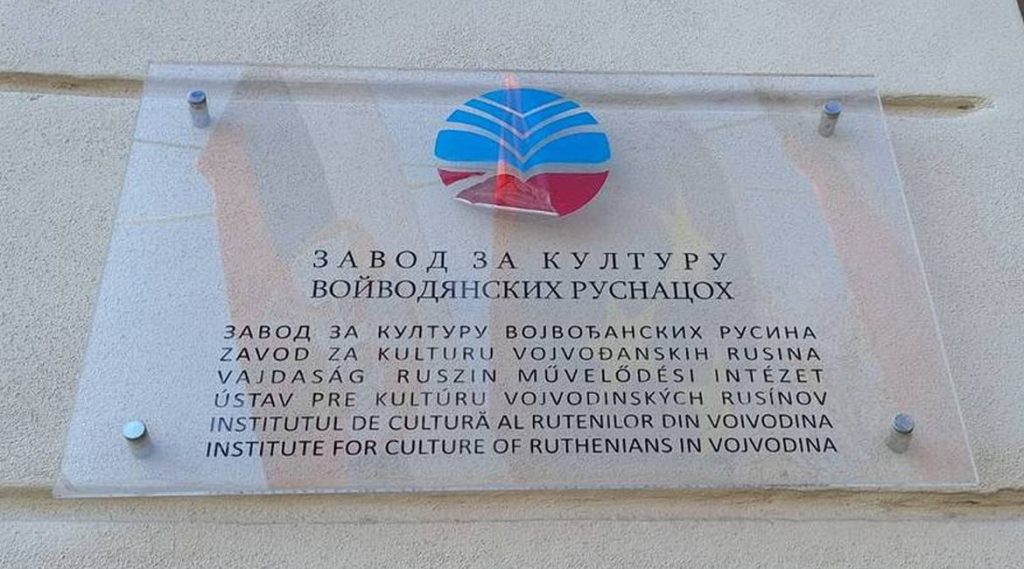 ЗАВОД ЗА КУЛТУРУ
ВОЙВОДЯНСКИХ РУСНАЦОХ
ЗАВОД ЗА КУЛТУРУ ВОЈВОЂАНСКИХ РУСИНА
ZAVOD ZA KULTURU VOJVOĐANSKIH RUSINA
VAJDASÁG RUSZIN MŰVELŐDÉSI INTÉZET
ÚSTAV PRE KULTÚRU VOJVODINSKÝCH RUSÍNOV
INSTITUTUL DE CULTURĂ AL RUTENILOR DIN VOIVODINA
INSTITUTE FOR CULTURE OF RUTHENIANS IN VOJVODINA